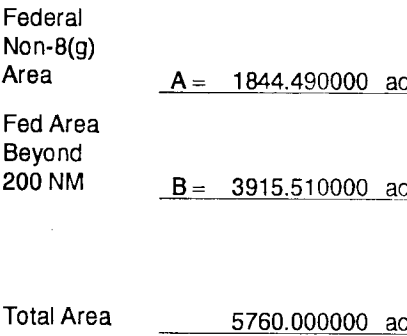 Federal
Non-8(g)
Area A = 1844.490000 ac
Fed Area
Beyond
200 NM B = 3915.510000 ac
Total Area 5760.000000 ac